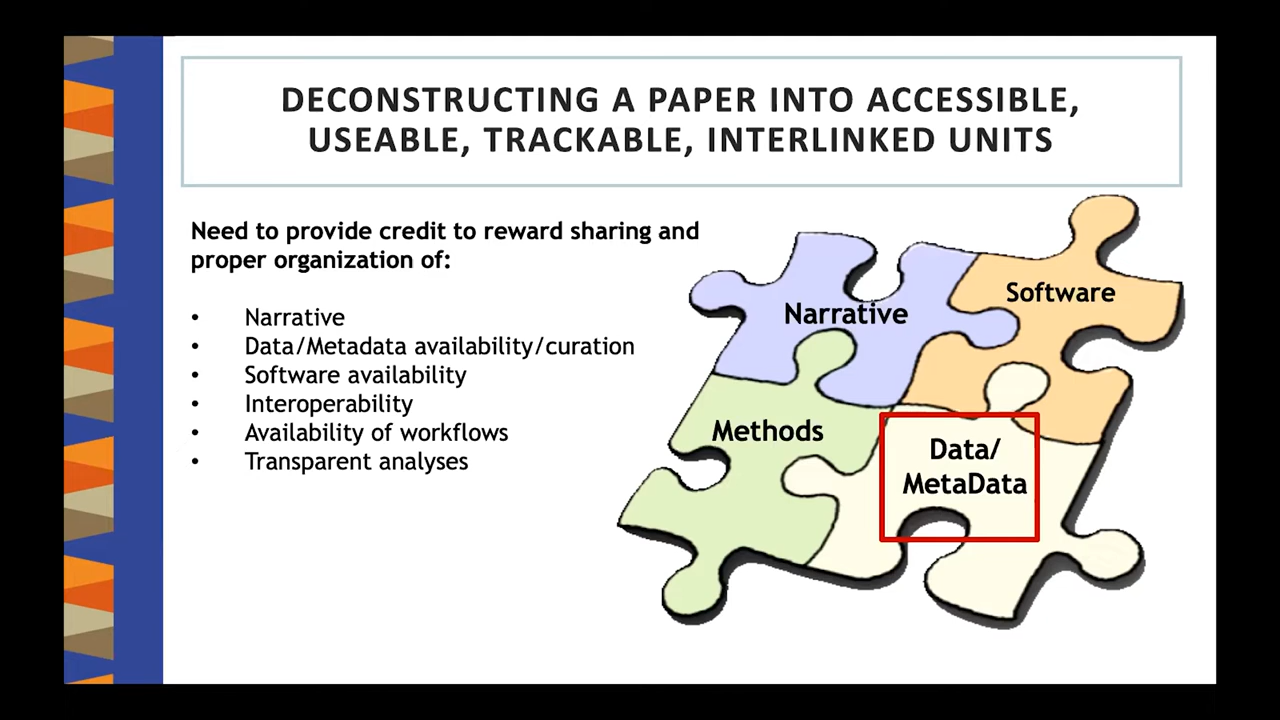 DECONSTRUCTING A PAPER INTO ACCESSIBLE,
USEABLE, TRACKABLE, INTERLINKED UNITS
Need to provide credit to reward sharing and
proper organization of:
• Narrative
• Data/Metadata availability/curation
• Software availability
• Interoperability
• Availability of workflows
• Transparent analyses
Narrative
Software
Methods
Data/
MetaData